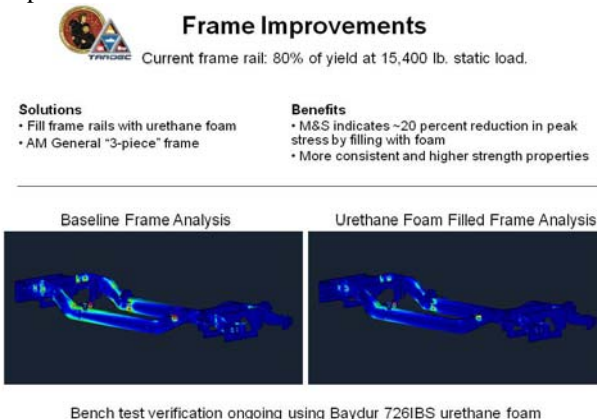 Frame Improvements
TARDEC
Current frame rail: 80% of yield at 15,400 lb. static load.
Solutions
• Fill frame rails with urethane foam
• AM General "3-piece" frame
Benefits
• M&S indicates ~20 percent reduction in peak
stress by filling with foam
• More consistent and higher strength properties
Baseline Frame Analysis
Urethane Foam Filled Frame Analysis
Bench test verification ongoing using Baydur 726IBS urethane foam